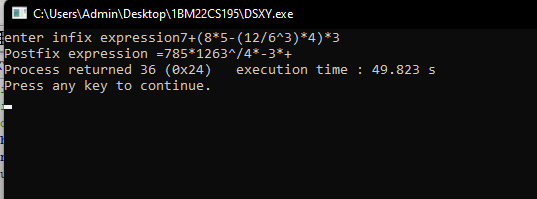 C:\Users\Admin\Desktop\1BM22CS195\DSXY.exe
enter infix expression7+(8*5-(12/6^3)*4)*3
Postfix expression =785*1263^/4*-3*+
Process returned 36 (0x24)   execution time : 49.823 s
Press any key to continue.